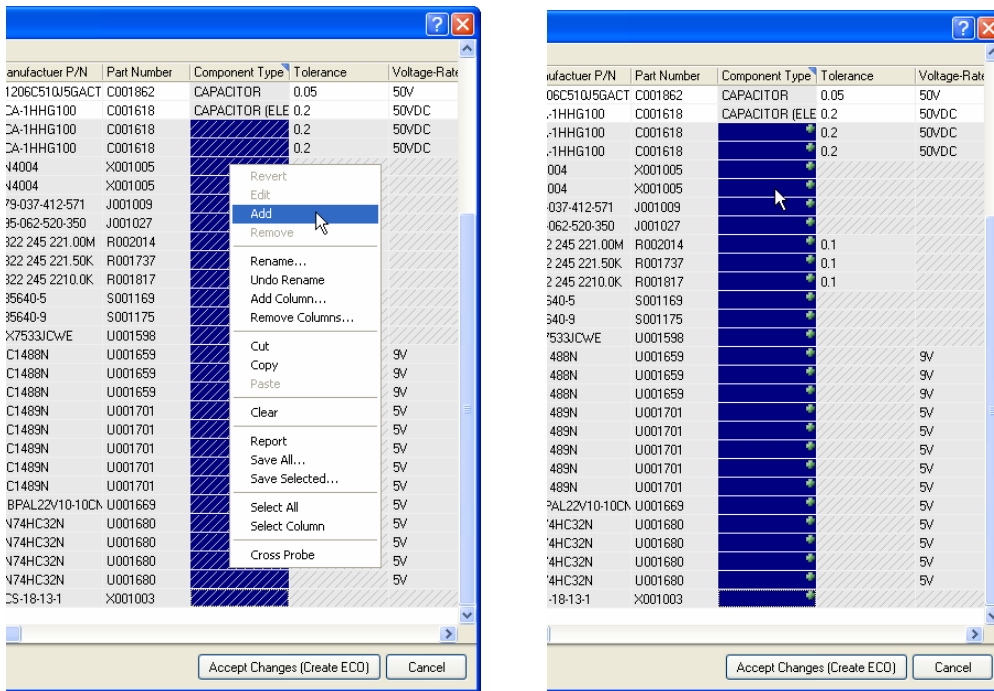 anufactuer P/N Part Number Component Type Tolerance Voltage-Rate
1206C510J5GACT C001862 CAPACITOR 0.05 50V
CA-1HHG100 C001618 CAPACITOR (ELE 0.2 50VDC
CA-1HHG100 C001618 0.2 50VDC
CA-1HHG100 C001618 0.2 50VDC
N4004 X001005
N4004 X001005
79-037-412-571 J001009
95-062-520-350 J001027
322 245 221.00M R002014
322 245 221.50K R001737
322 245 2210.0K R001817
35640-5 S001169
35640-9 S001175
X7533JCWE U001598
C1488N U001659 9V
C1488N U001659 9V
C1488N U001659 9V
C1489N U001701 5V
C1489N U001701 5V
C1489N U001701 5V
C1489N U001701 5V
C1489N U001701 5V
BPAL22V10-10CN U001669 5V
N74HC32N U001680 5V
N74HC32N U001680 5V
N74HC32N U001680 5V
N74HC32N U001680 5V
CS-18-13-1 X001003
Revert
Edit
Add
Remove
Rename...
Undo Rename
Add Column...
Remove Columns...
Cut
Copy
Paste
Clear
Report
Save All...
Save Selected...
Select All
Select Column
Cross Probe
Accept Changes (Create ECO) Cancel
ufactuer P/N Part Number Component Type Tolerance Voltage-Rate
06C510J5GACT C001862 CAPACITOR 0.05 50V
-1HHG100 C001618 CAPACITOR (ELE 0.2 50VDC
-1HHG100 C001618 0.2 50VDC
-1HHG100 C001618 0.2 50VDC
004 X001005
004 X001005
-037-412-571 J001009
-062-520-350 J001027
2 245 221.00M R002014 0.1
2 245 221.50K R001737 0.1
2 245 2210.0K R001817 0.1
640-5 S001169
640-9 S001175
7533JCWE U001598
488N U001659 9V
488N U001659 9V
488N U001659 9V
489N U001701 5V
489N U001701 5V
489N U001701 5V
489N U001701 5V
489N U001701 5V
PAL22V10-10CN U001669 5V
74HC32N U001680 5V
74HC32N U001680 5V
74HC32N U001680 5V
74HC32N U001680 5V
-18-13-1 X001003
Accept Changes (Create ECO) Cancel